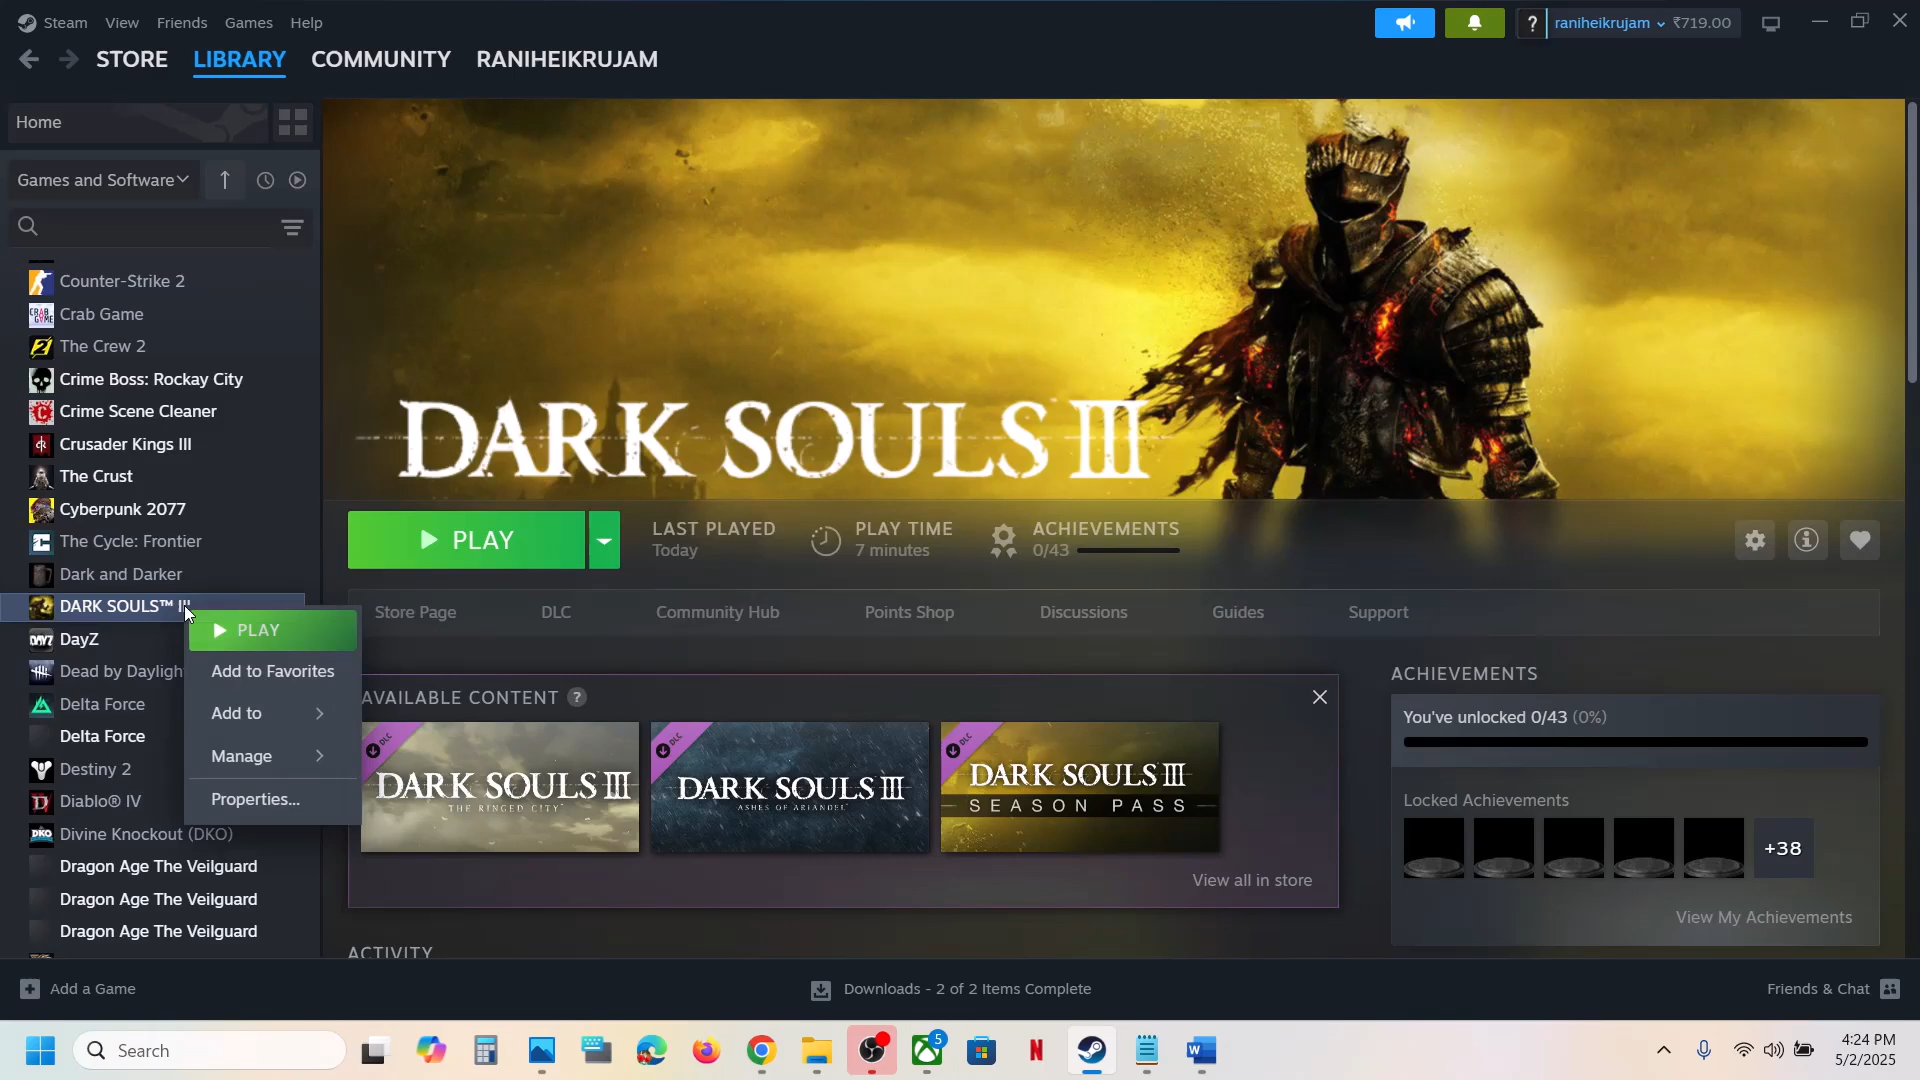 Steam View Friends Games Help
? raniheikrujam ₹719.00
STORE LIBRARY COMMUNITY RANIHEIKRUJAM
Home
Games and Software
Counter-Strike 2
Crab Game
The Crew 2
Crime Boss: Rockay City
Crime Scene Cleaner
Crusader Kings III
The Crust
Cyberpunk 2077
The Cycle: Frontier
Dark and Darker
DARK SOULS™ III
DayZ
Dead by Dayligh
Delta Force
Delta Force
Destiny 2
Diablo® IV
Divine Knockout (DKO)
Dragon Age The Veilguard
Dragon Age The Veilguard
Dragon Age The Veilguard
PLAY
Add to Favorites
Add to
Manage
Properties...
DARK SOULS III
PLAY
LAST PLAYED
Today
PLAY TIME
7 minutes
ACHIEVEMENTS
0/43
Store Page DLC Community Hub Points Shop Discussions Guides Support
AVAILABLE CONTENT ?
DLC
DARK SOULS III
THE RINGED CITY™
DLC
DARK SOULS III
ASHES OF ARIANDEL™
DLC
DARK SOULS III
SEASON PASS
View all in store
ACTIVITY
ACHIEVEMENTS
You've unlocked 0/43 (0%)
Locked Achievements
+38
View My Achievements
Add a Game
Downloads - 2 of 2 Items Complete
Friends & Chat
Search
5
4:24 PM
5/2/2025